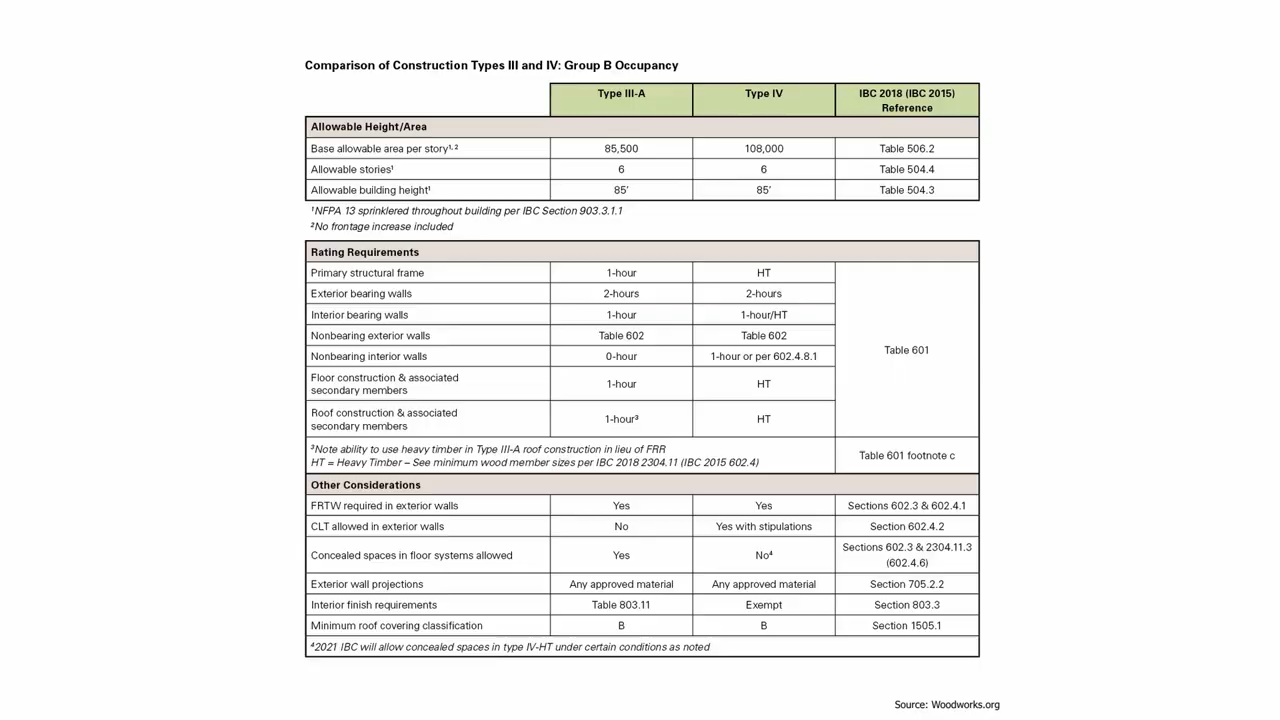 Comparison of Construction Types III and IV: Group B Occupancy
Type III-A Type IV IBC 2018 (IBC 2015)
Reference
Allowable Height/Area
Base allowable area per story¹˒ ² 85,500 108,000 Table 506.2
Allowable stories¹ 6 6 Table 504.4
Allowable building height¹ 85' 85' Table 504.3
¹NFPA 13 sprinklered throughout building per IBC Section 903.3.1.1
²No frontage increase included
Rating Requirements
Primary structural frame 1-hour HT
Exterior bearing walls 2-hours 2-hours
Interior bearing walls 1-hour 1-hour/HT
Nonbearing exterior walls Table 602 Table 602
Table 601
Nonbearing interior walls 0-hour 1-hour or per 602.4.8.1
Floor construction & associated
secondary members 1-hour HT
Roof construction & associated
secondary members 1-hour³ HT
³Note ability to use heavy timber in Type III-A roof construction in lieu of FRR
HT = Heavy Timber – See minimum wood member sizes per IBC 2018 2304.11 (IBC 2015 602.4) Table 601 footnote c
Other Considerations
FRTW required in exterior walls Yes Yes Sections 602.3 & 602.4.1
CLT allowed in exterior walls No Yes with stipulations Section 602.4.2
Concealed spaces in floor systems allowed Yes No⁴ Sections 602.3 & 2304.11.3
(602.4.6)
Exterior wall projections Any approved material Any approved material Section 705.2.2
Interior finish requirements Table 803.11 Exempt Section 803.3
Minimum roof covering classification B B Section 1505.1
⁴2021 IBC will allow concealed spaces in type IV-HT under certain conditions as noted
Source: Woodworks.org